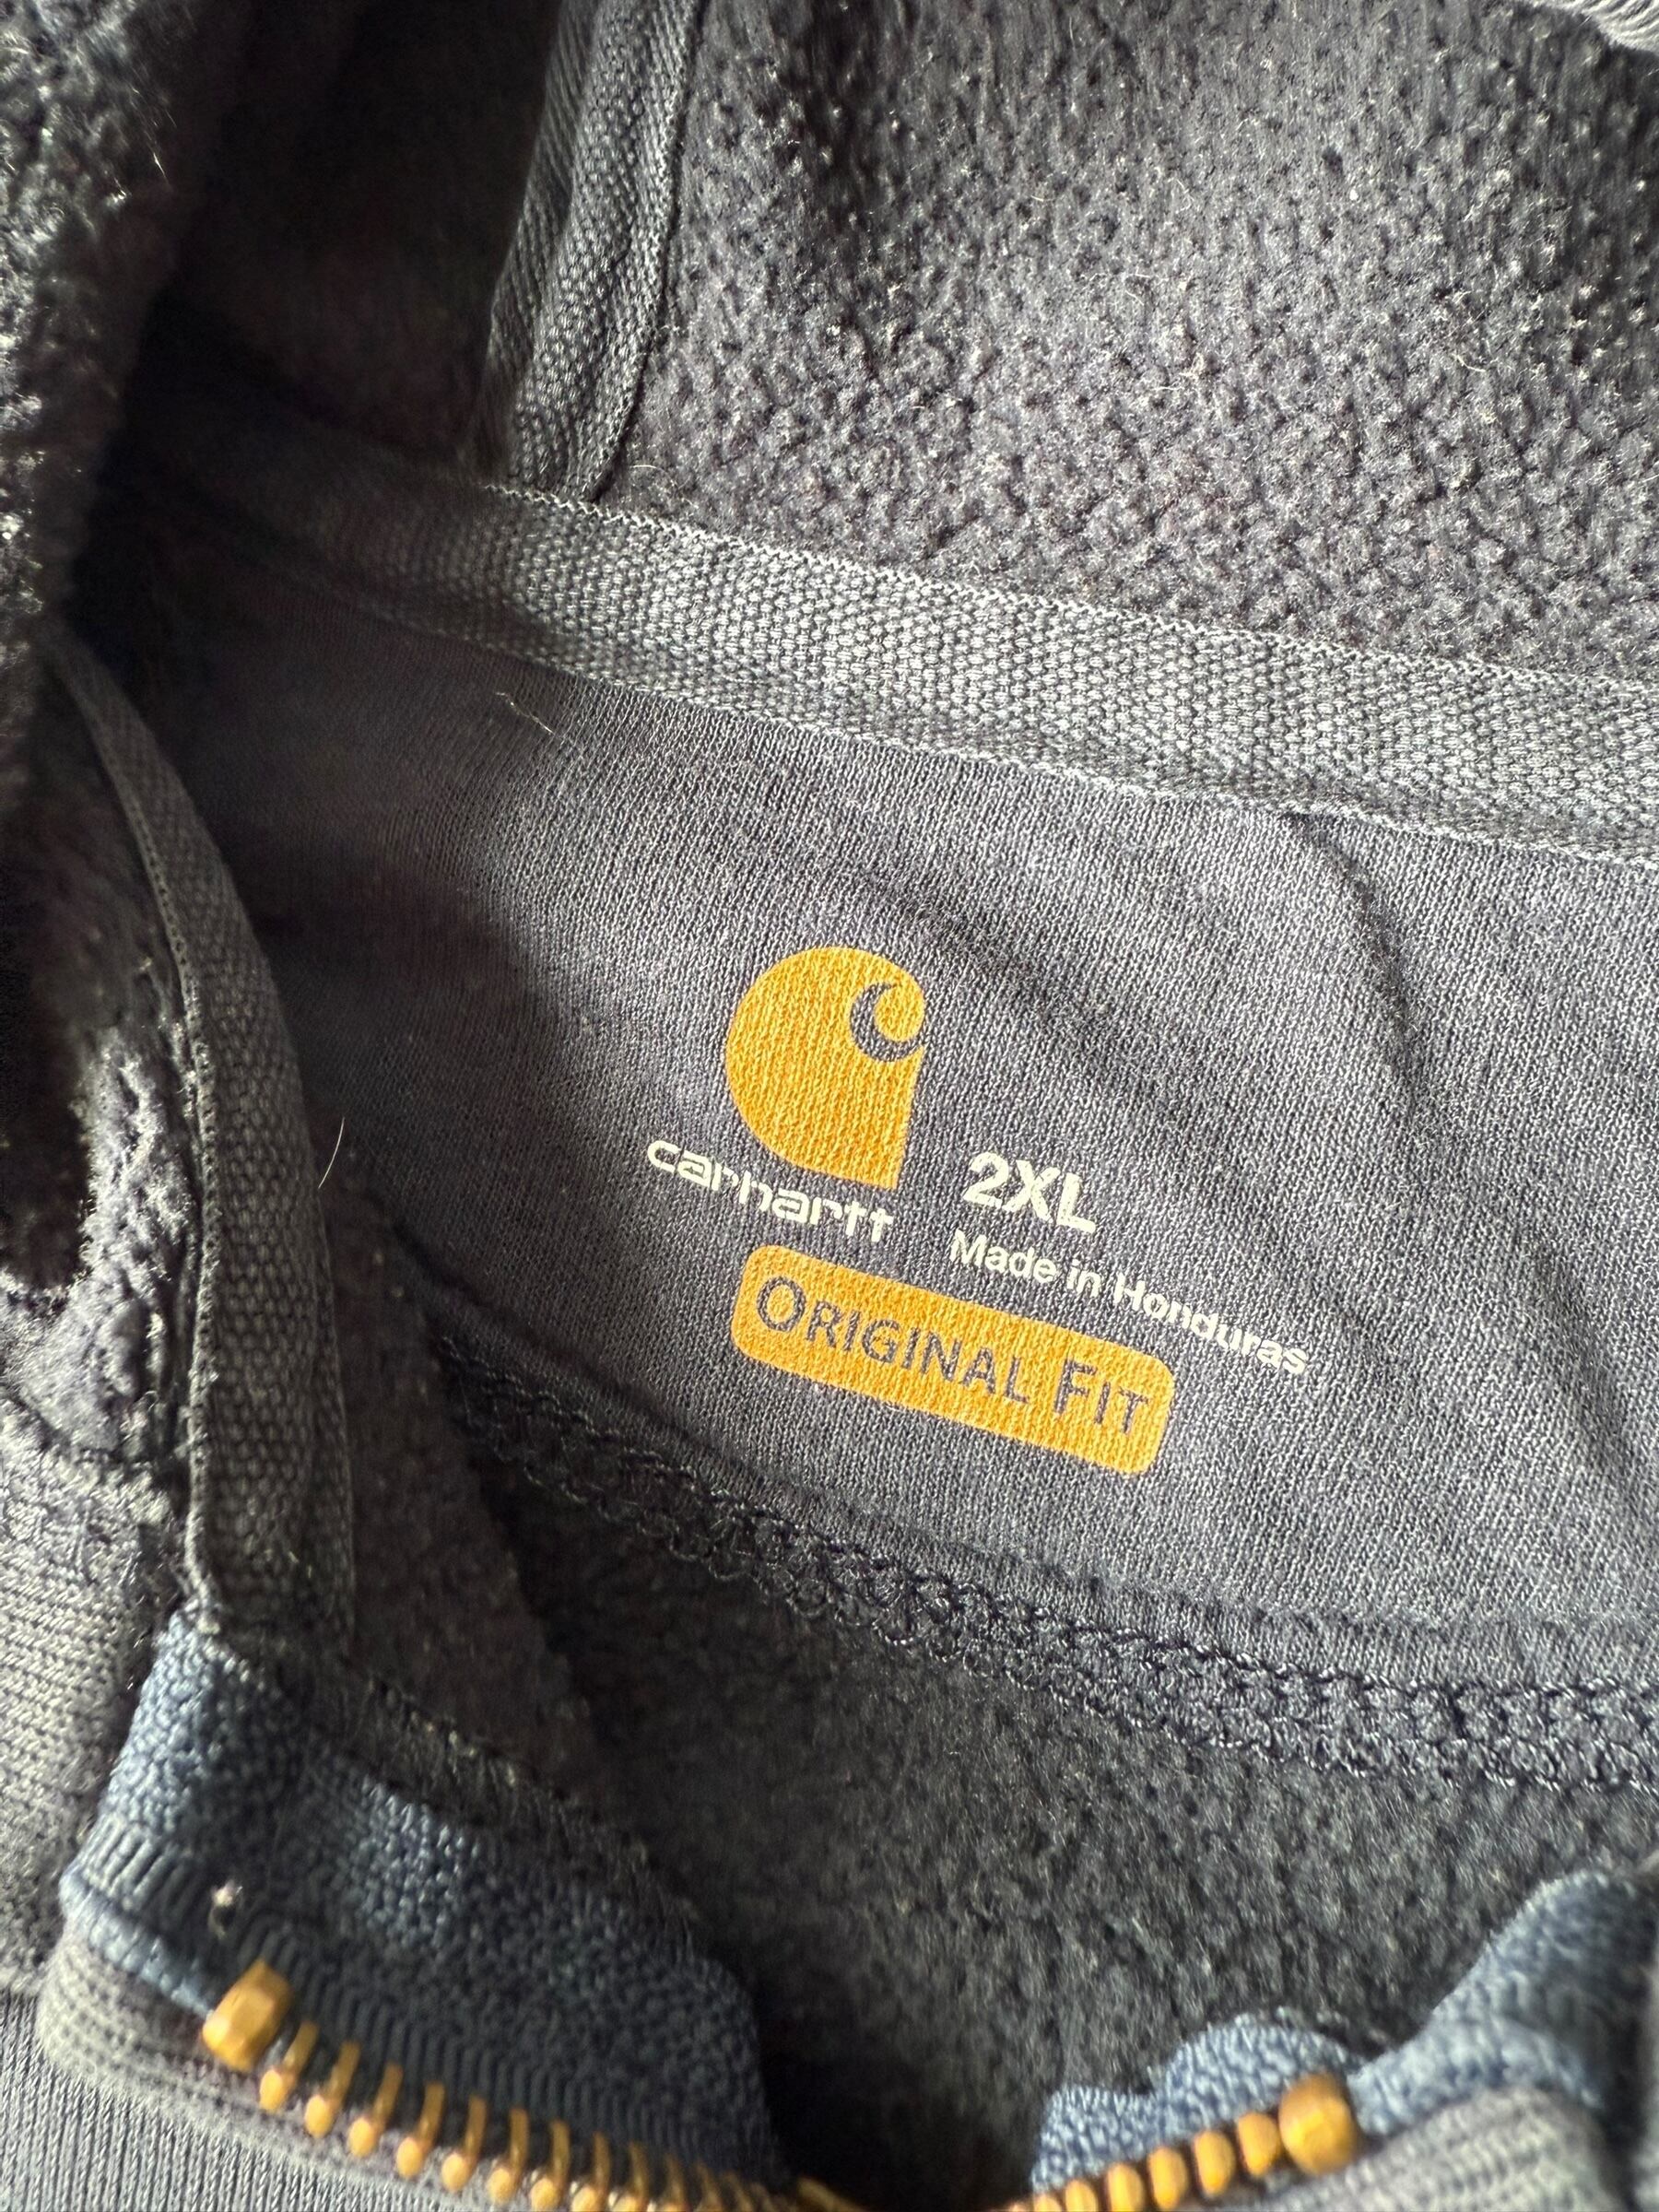 carhartt
2XL
Made in Honduras
ORIGINAL FIT